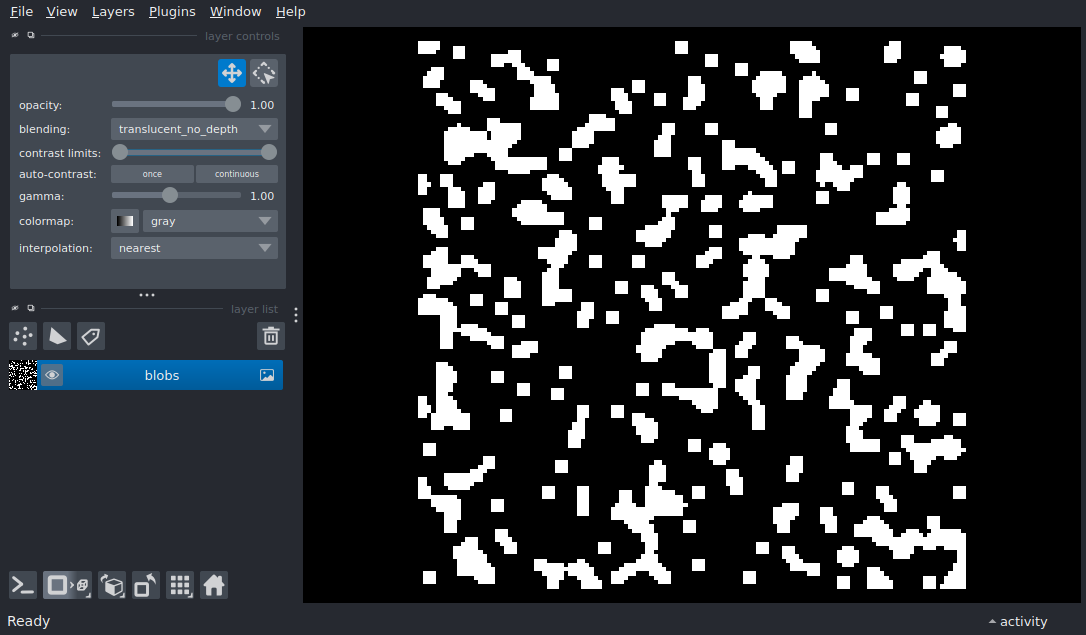 File View Layers Plugins Window Help
layer controls
opacity: 1.00
blending: translucent_no_depth
contrast limits:
auto-contrast: once continuous
gamma: 1.00
colormap: gray
interpolation: nearest
layer list
blobs
Ready
activity